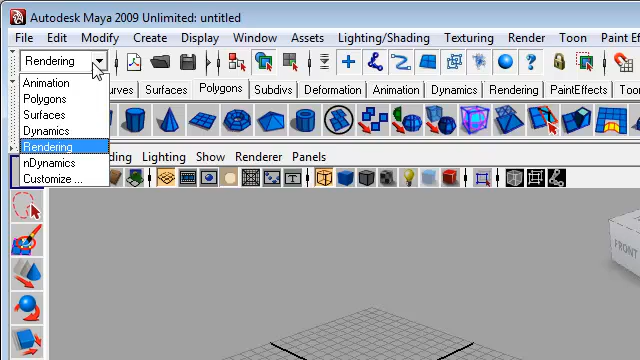 Autodesk Maya 2009 Unlimited: untitled
File Edit Modify Create Display Window Assets Lighting/Shading Texturing Render Toon Paint Eff
Rendering
Animation
Polygons
Surfaces
Dynamics
Rendering
nDynamics
Customize ...
urves Surfaces Polygons Subdivs Deformation Animation Dynamics Rendering PaintEffects Toon
ding Lighting Show Renderer Panels
FRONT